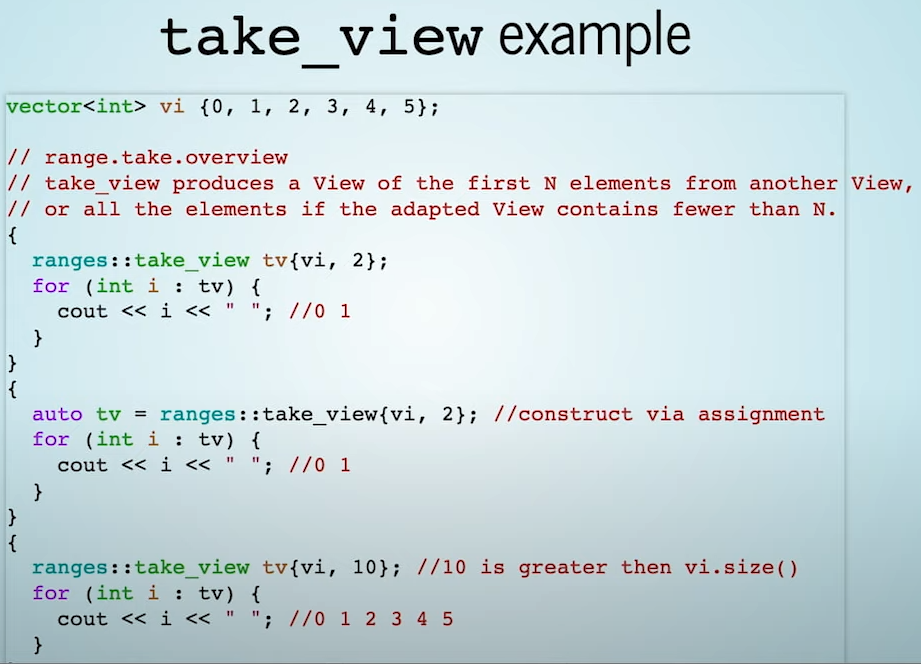 take_view example
vector<int> vi {0, 1, 2, 3, 4, 5};
// range.take.overview
// take_view produces a View of the first N elements from another View,
// or all the elements if the adapted View contains fewer than N.
{
  ranges::take_view tv{vi, 2};
  for (int i : tv) {
    cout << i << " "; //0 1
  }
}
{
  auto tv = ranges::take_view{vi, 2}; //construct via assignment
  for (int i : tv) {
    cout << i << " "; //0 1
  }
}
{
  ranges::take_view tv{vi, 10}; //10 is greater then vi.size()
  for (int i : tv) {
    cout << i << " "; //0 1 2 3 4 5
  }